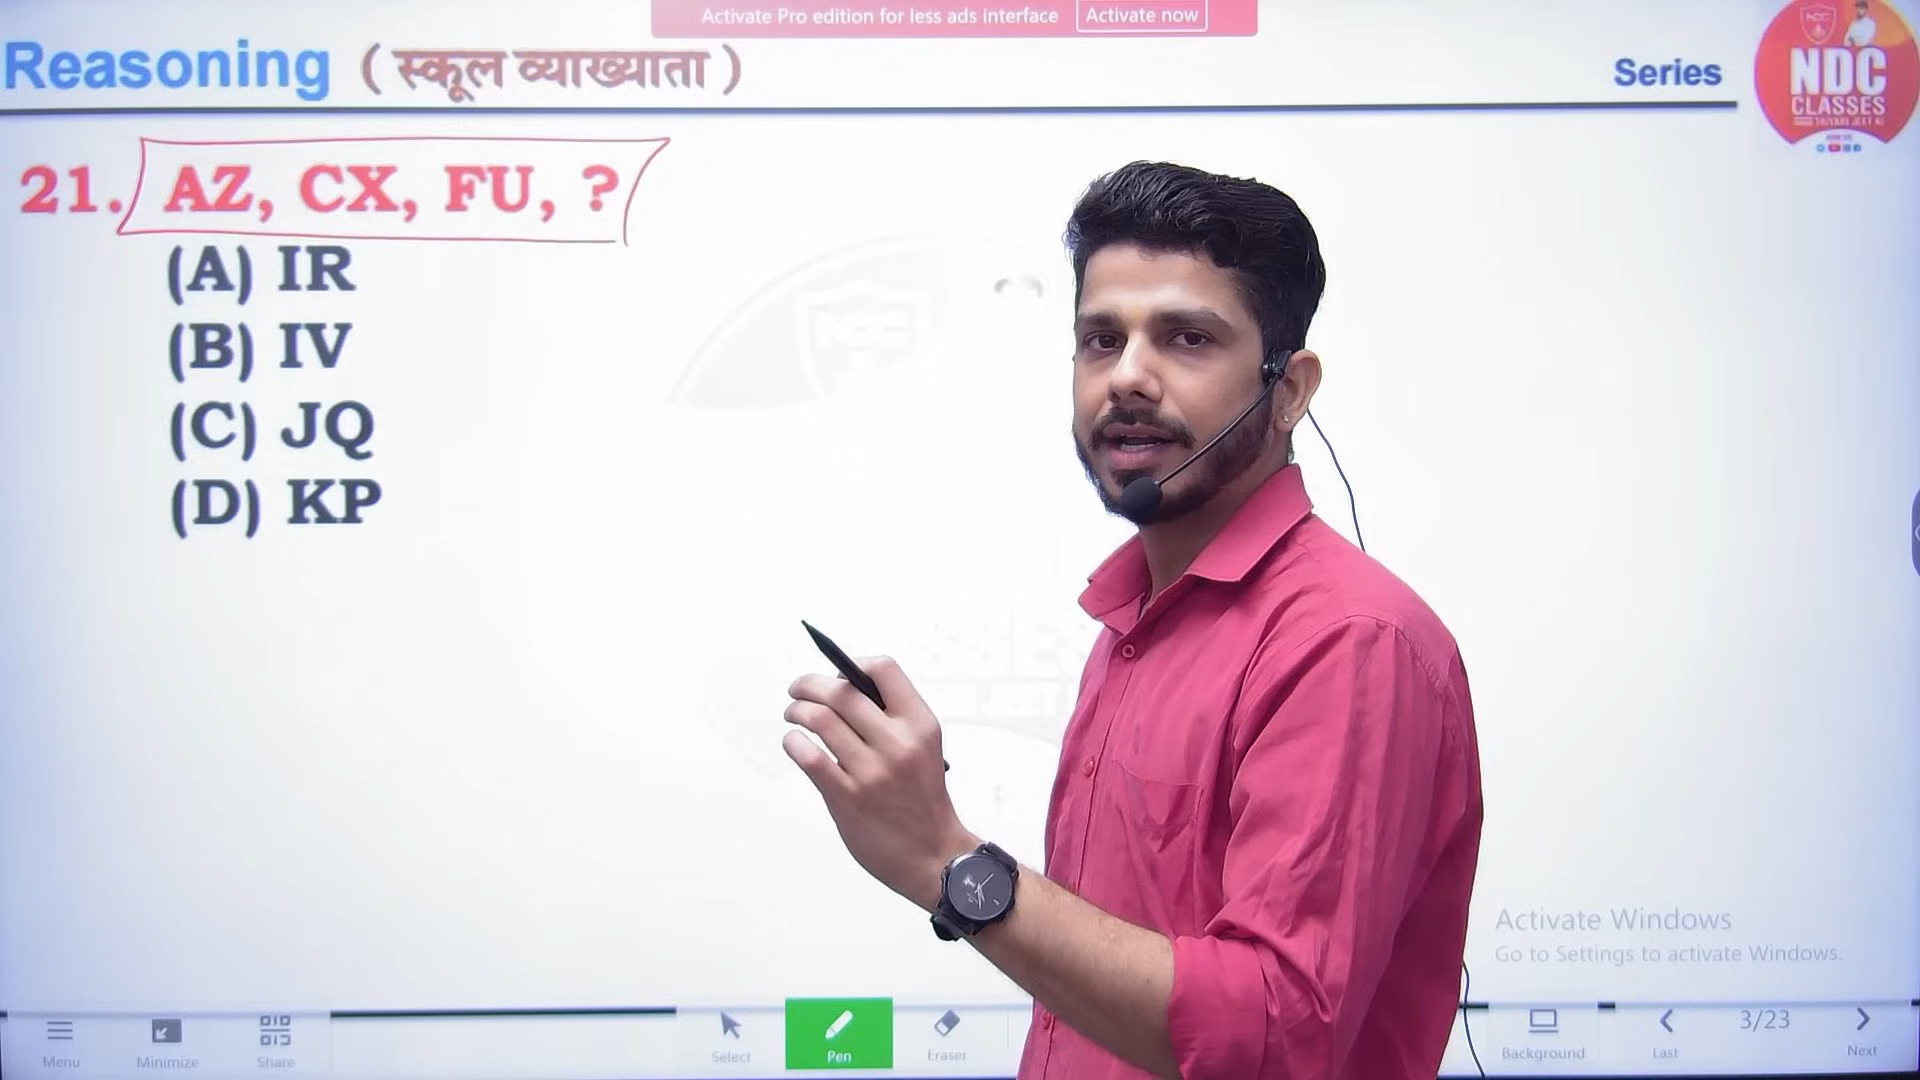 Activate Pro edition for less ads interface Activate now
Reasoning ( स्कूल व्याख्याता )
Series
NDC
CLASSES
21. AZ, CX, FU, ?
(A) IR
(B) IV
(C) JQ
(D) KP
Activate Windows
Go to Settings to activate Windows.
Menu
Minimize
Share
Select
Pen
Eraser
Background
Last
3/23
Next